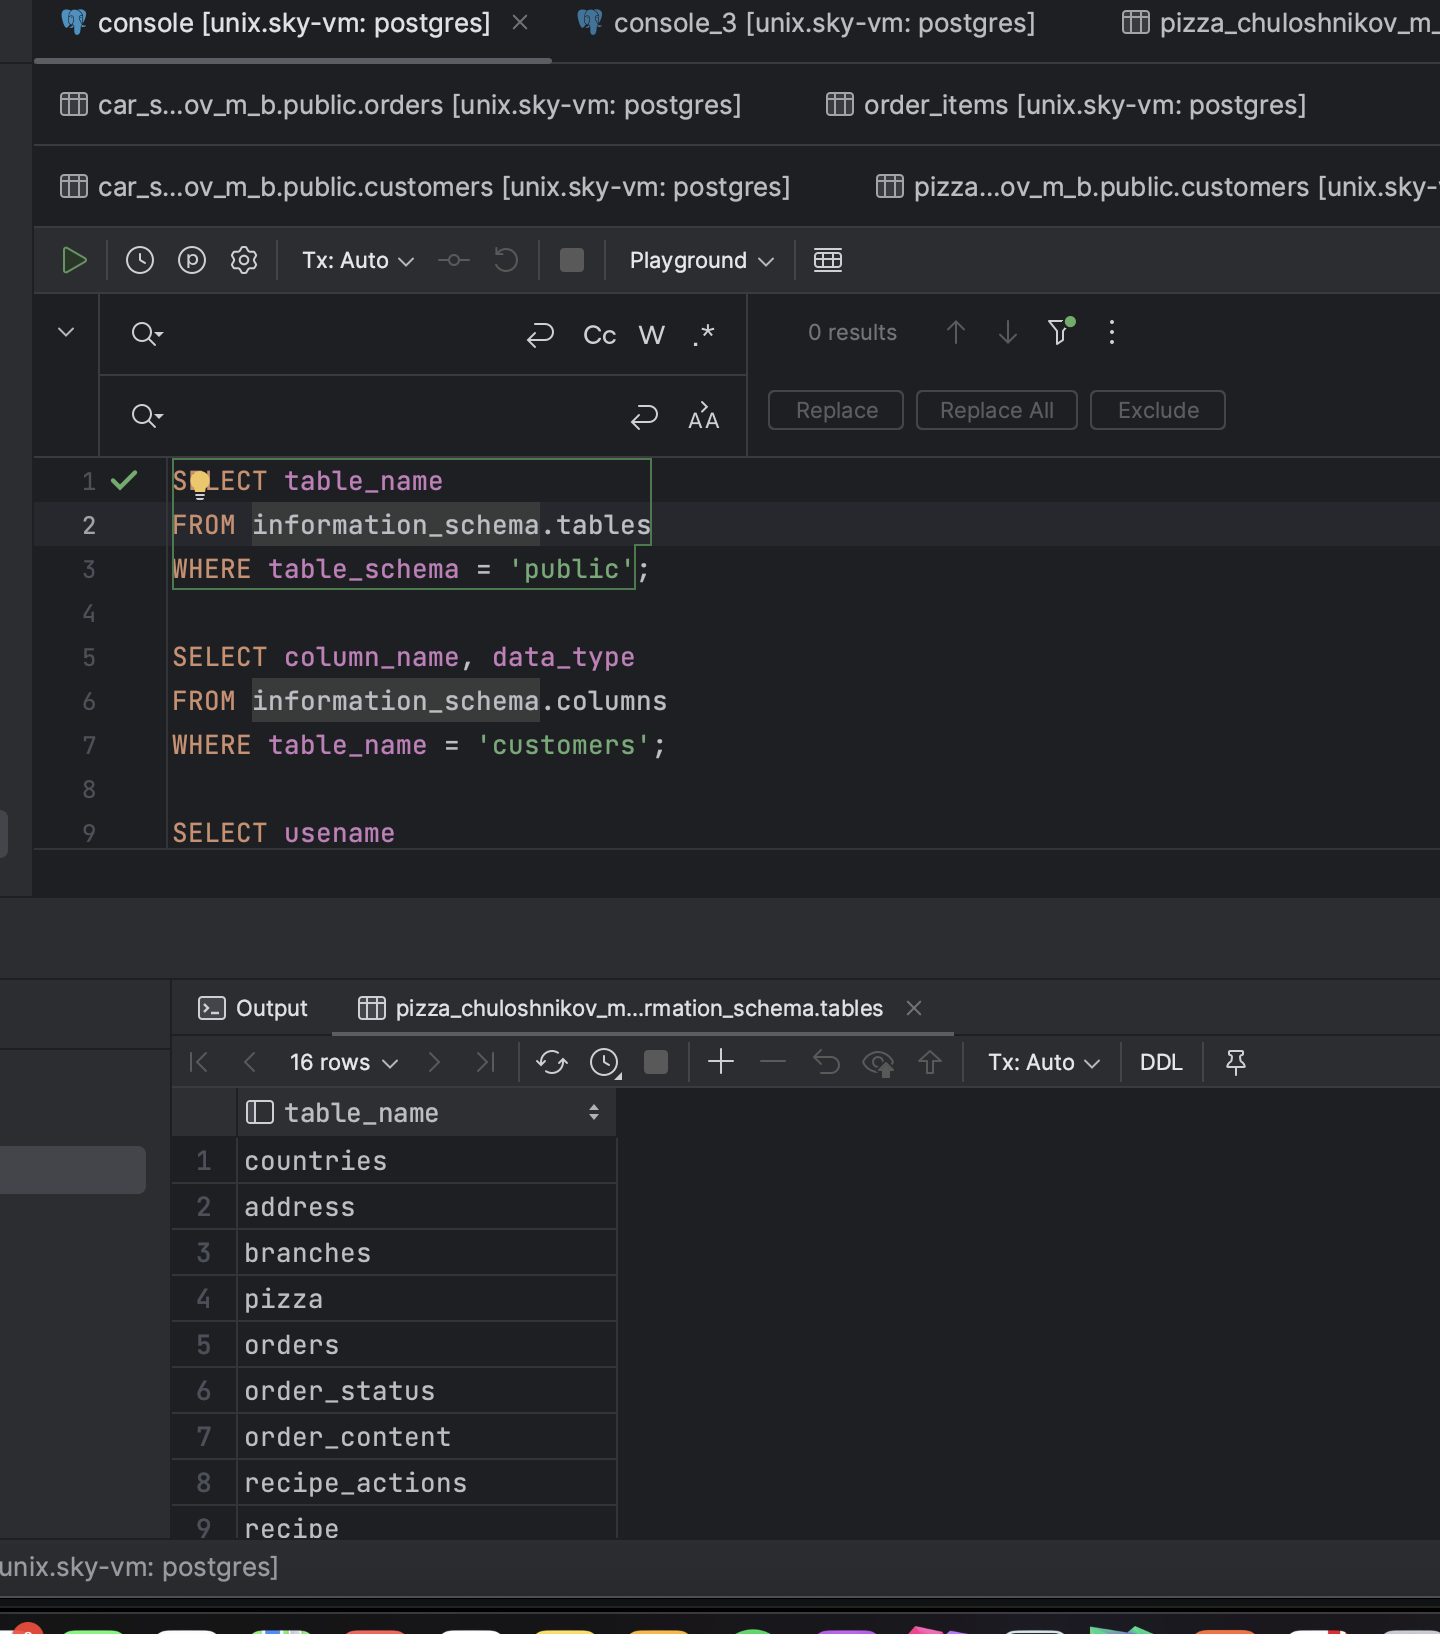 console [unix.sky-vm: postgres]
console_3 [unix.sky-vm: postgres]
pizza_chuloshnikov_m_
car_s...ov_m_b.public.orders [unix.sky-vm: postgres]
order_items [unix.sky-vm: postgres]
car_s...ov_m_b.public.customers [unix.sky-vm: postgres]
pizza...ov_m_b.public.customers [unix.sky-
Tx: Auto
Playground
Cc W .*
0 results
Replace
Replace All
Exclude
1 SELECT table_name
2 FROM information_schema.tables
3 WHERE table_schema = 'public';
4
5 SELECT column_name, data_type
6 FROM information_schema.columns
7 WHERE table_name = 'customers';
8
9 SELECT usename
Output
pizza_chuloshnikov_m...rmation_schema.tables
16 rows
Tx: Auto
DDL
table_name
1 countries
2 address
3 branches
4 pizza
5 orders
6 order_status
7 order_content
8 recipe_actions
9 recipe
unix.sky-vm: postgres]